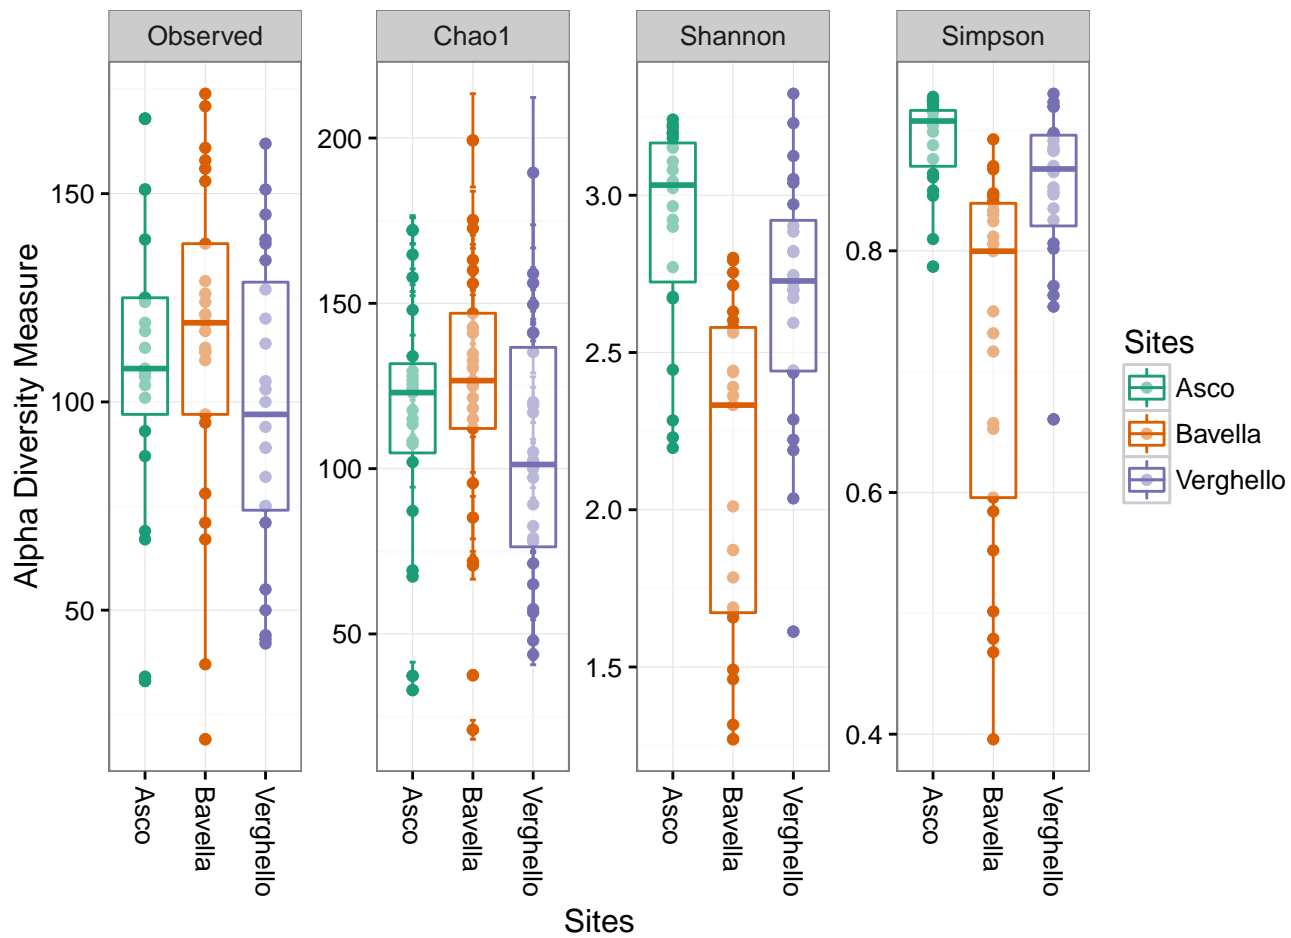 Observed
Chao1
Shannon
Simpson
Alpha Diversity Measure
150
100
50
200
150
100
50
3.0
2.5
2.0
1.5
0.8
0.6
0.4
Asco
Bavella
Verghello
Asco
Bavella
Verghello
Asco
Bavella
Verghello
Asco
Bavella
Verghello
Sites
Sites
Asco
Bavella
Verghello